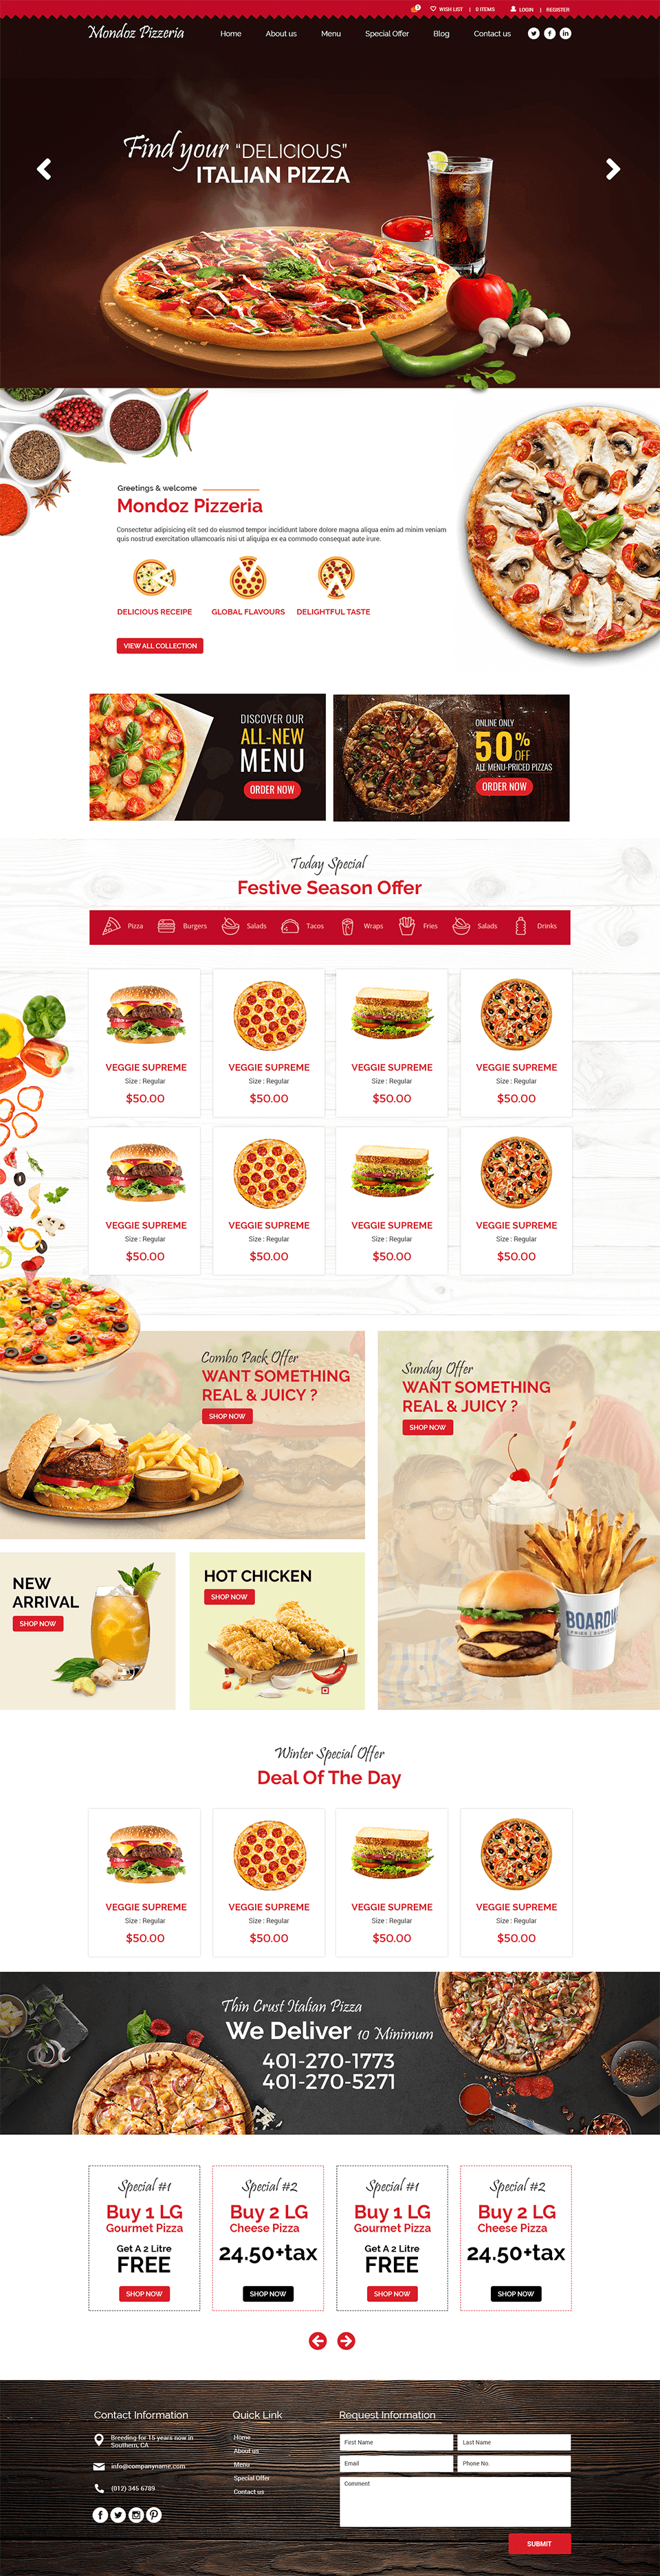 1
WISH LIST | 0 ITEMS LOGIN | REGISTER
Mondoz Pizzeria Home About us Menu Special Offer Blog Contact us
Find your "DELICIOUS"
ITALIAN PIZZA
Greetings & welcome
Mondoz Pizzeria
Consectetur adipisicing elit sed do eiusmod tempor incididunt labore dolore magna aliqua enim ad minim veniam
quis nostrud exercitation ullamcoaris nisi ut aliquipa ex ea commodo consequat aute irure.
DELICIOUS RECEIPE GLOBAL FLAVOURS DELIGHTFUL TASTE
VIEW ALL COLLECTION
DISCOVER OUR
ALL-NEW
MENU
ORDER NOW
ONLINE ONLY
50% OFF
ALL MENU-PRICED PIZZAS
ORDER NOW
Today Special
Festive Season Offer
Pizza Burgers Salads Tacos Wraps Fries Salads Drinks
VEGGIE SUPREME VEGGIE SUPREME VEGGIE SUPREME VEGGIE SUPREME
Size : Regular Size : Regular Size : Regular Size : Regular
$50.00 $50.00 $50.00 $50.00
VEGGIE SUPREME VEGGIE SUPREME VEGGIE SUPREME VEGGIE SUPREME
Size : Regular Size : Regular Size : Regular Size : Regular
$50.00 $50.00 $50.00 $50.00
Combo Pack Offer
WANT SOMETHING
REAL & JUICY ?
SHOP NOW
Sunday Offer
WANT SOMETHING
REAL & JUICY ?
SHOP NOW
BOARDW
FRIES | BURGERS
NEW
ARRIVAL
SHOP NOW
HOT CHICKEN
SHOP NOW
Winter Special Offer
Deal Of The Day
VEGGIE SUPREME VEGGIE SUPREME VEGGIE SUPREME VEGGIE SUPREME
Size : Regular Size : Regular Size : Regular Size : Regular
$50.00 $50.00 $50.00 $50.00
Thin Crust Italian Pizza
We Deliver 10 Minimum
401-270-1773
401-270-5271
Special #1
Buy 1 LG
Gourmet Pizza
Get A 2 Litre
FREE
SHOP NOW
Special #2
Buy 2 LG
Cheese Pizza
24.50+tax
SHOP NOW
Special #1
Buy 1 LG
Gourmet Pizza
Get A 2 Litre
FREE
SHOP NOW
Special #2
Buy 2 LG
Cheese Pizza
24.50+tax
SHOP NOW
Contact Information
Breeding for 15 years now in
Southern, CA
info@companyname.com
(012) 345 6789
Quick Link
Home
About us
Menu
Special Offer
Contact us
Request Information
First Name Last Name
Email Phone No.
Comment
SUBMIT